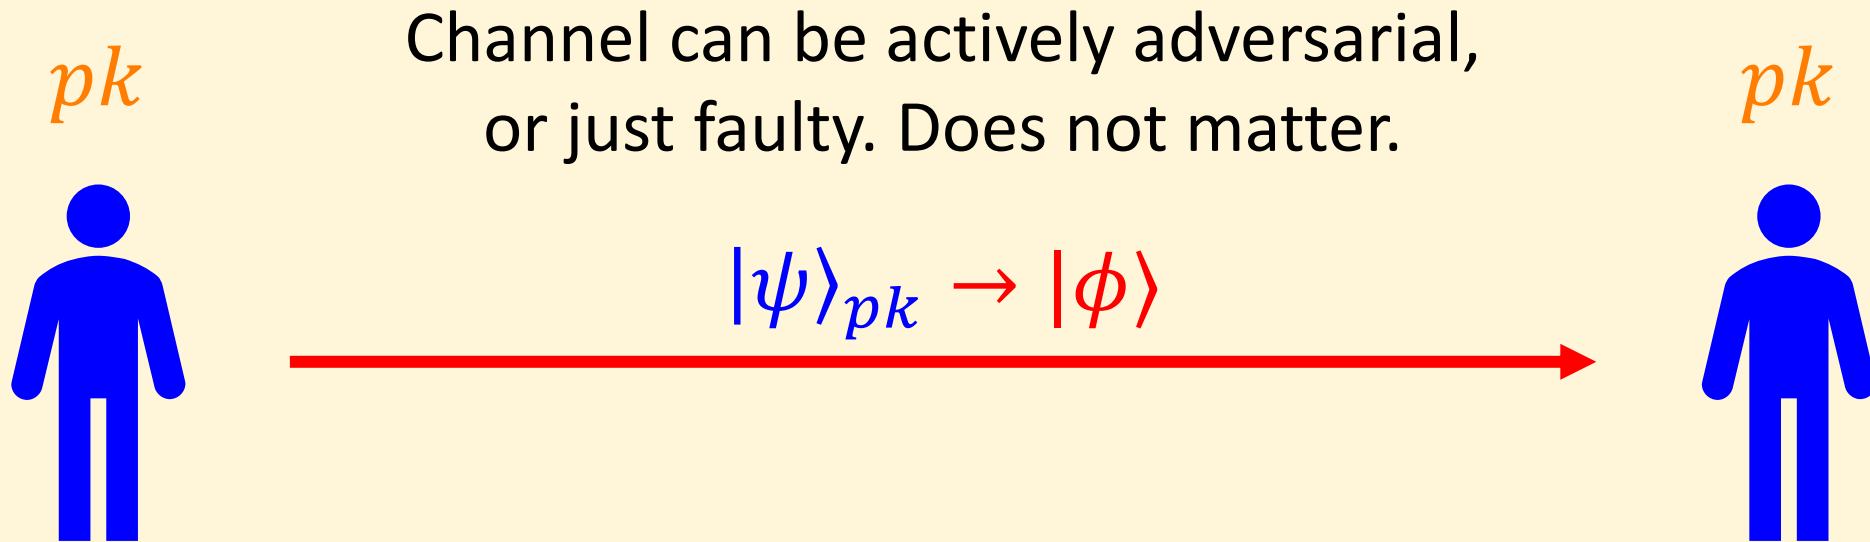 Channel can be actively adversarial,
pk pk
or just faulty. Does not matter.
|ψ⟩pk → |ϕ⟩